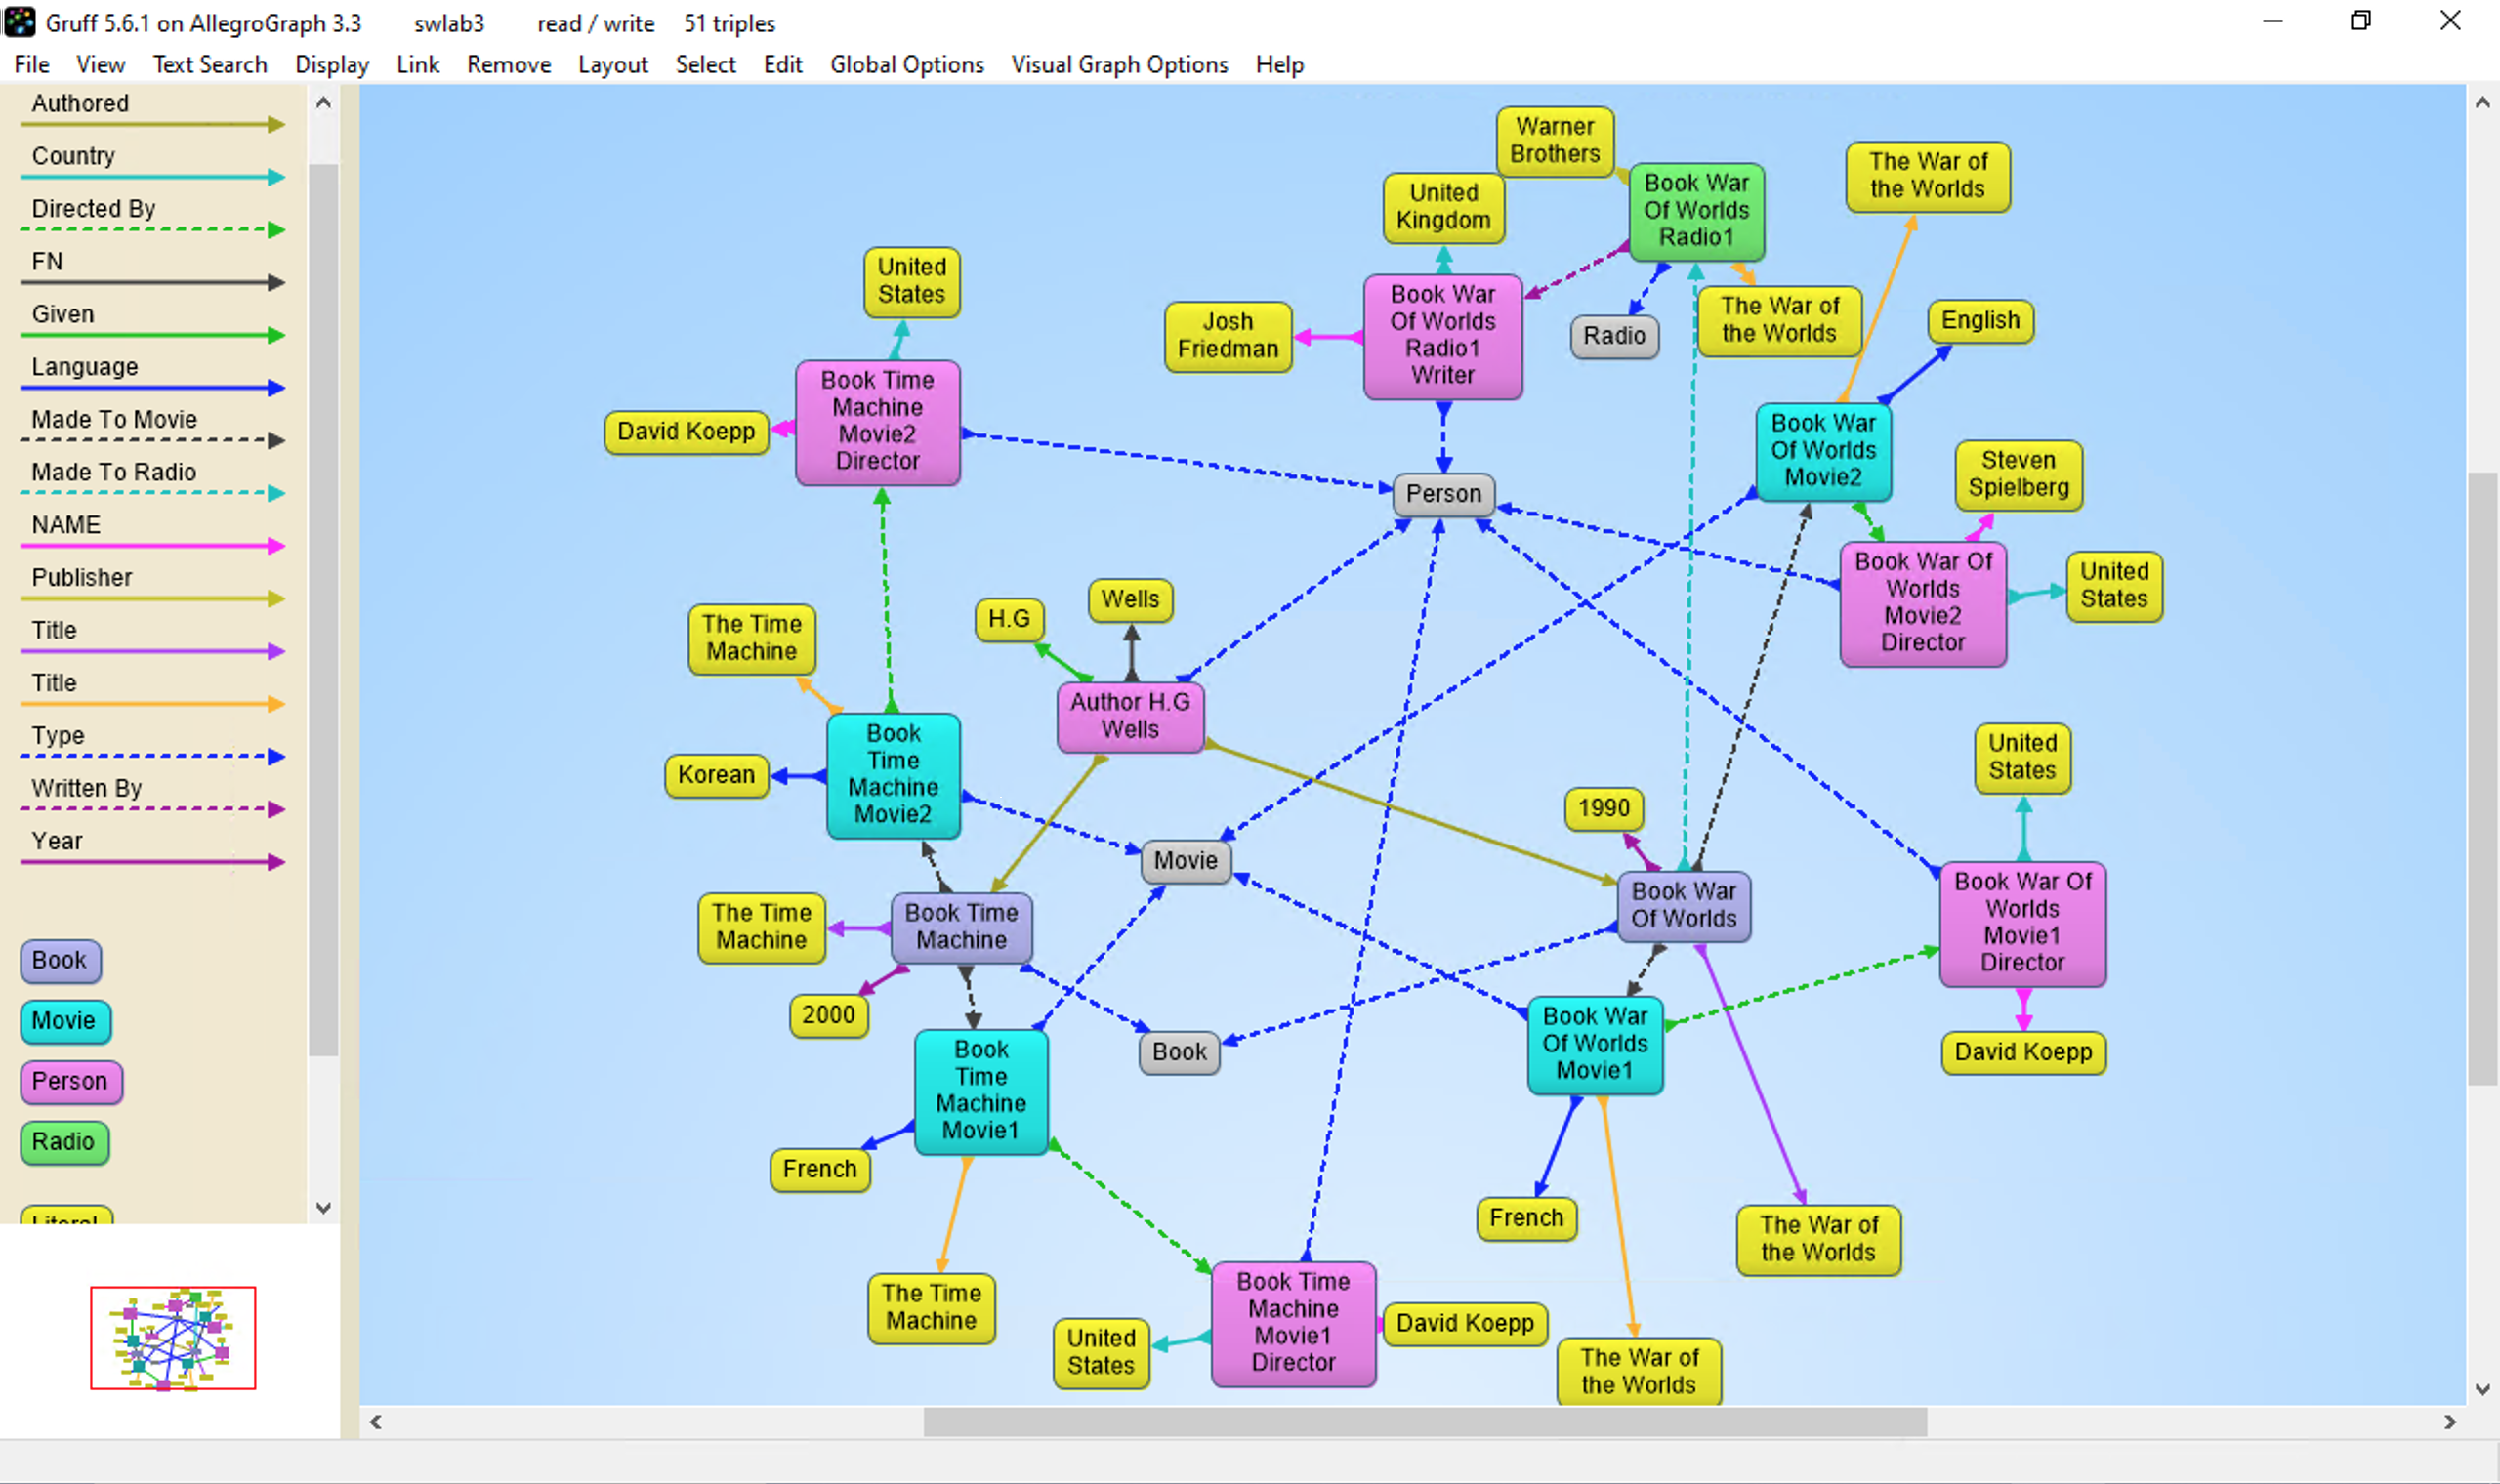 Gruff 5.6.1 on AllegroGraph 3.3 swlab3 read / write 51 triples
File View Text Search Display Link Remove Layout Select Edit Global Options Visual Graph Options Help
Authored
Country
Directed By
FN
Given
Language
Made To Movie
Made To Radio
NAME
Publisher
Title
Title
Type
Written By
Year
Book
Movie
Person
Radio
Literal
Warner
Brothers
United
Kingdom
Book War
Of Worlds
Radio1
The War of
the Worlds
United
States
Josh
Friedman
Book War
Of Worlds
Radio1
Writer
Radio
The War of
the Worlds
English
David Koepp
Book Time
Machine
Movie2
Director
Person
Book War
Of Worlds
Movie2
Steven
Spielberg
Book War Of
Worlds
Movie2
Director
United
States
The Time
Machine
H.G
Wells
Author H.G
Wells
Korean
Book
Time
Machine
Movie2
Movie
1990
United
States
The Time
Machine
Book Time
Machine
Book War
Of Worlds
Book War Of
Worlds
Movie1
Director
2000
Book
Time
Machine
Movie1
Book
Book War
Of Worlds
Movie1
David Koepp
French
French
The War of
the Worlds
The Time
Machine
United
States
Book Time
Machine
Movie1
Director
David Koepp
The War of
the Worlds